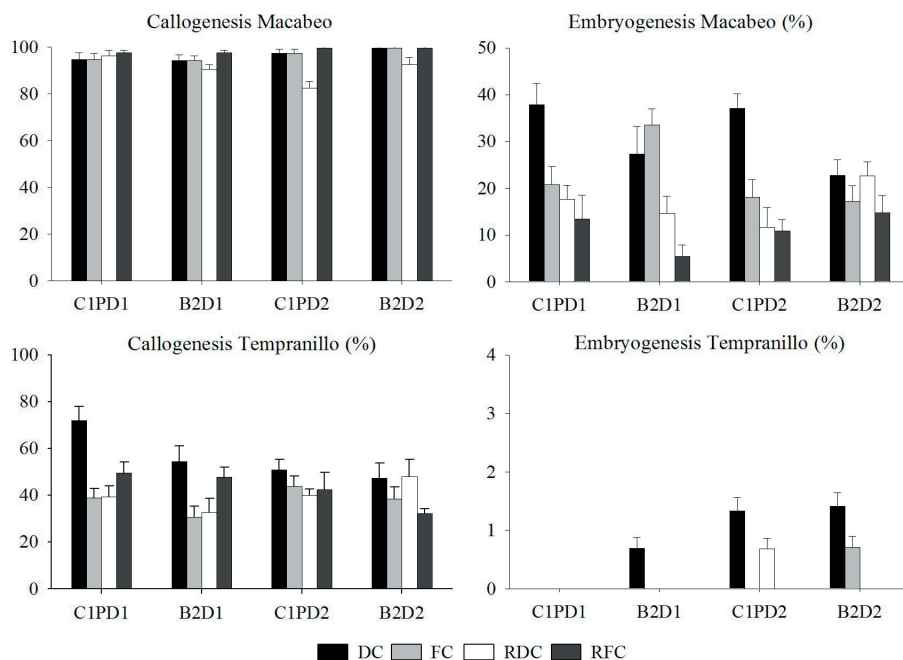 Callogenesis Macabeo
100
80
60
40
20
0
C1PD1 B2D1 C1PD2 B2D2
Embryogenesis Macabeo (%)
50
40
30
20
10
0
C1PD1 B2D1 C1PD2 B2D2
Callogenesis Tempranillo (%)
100
80
60
40
20
0
C1PD1 B2D1 C1PD2 B2D2
Embryogenesis Tempranillo (%)
4
3
2
1
0
C1PD1 B2D1 C1PD2 B2D2
DC FC RDC RFC